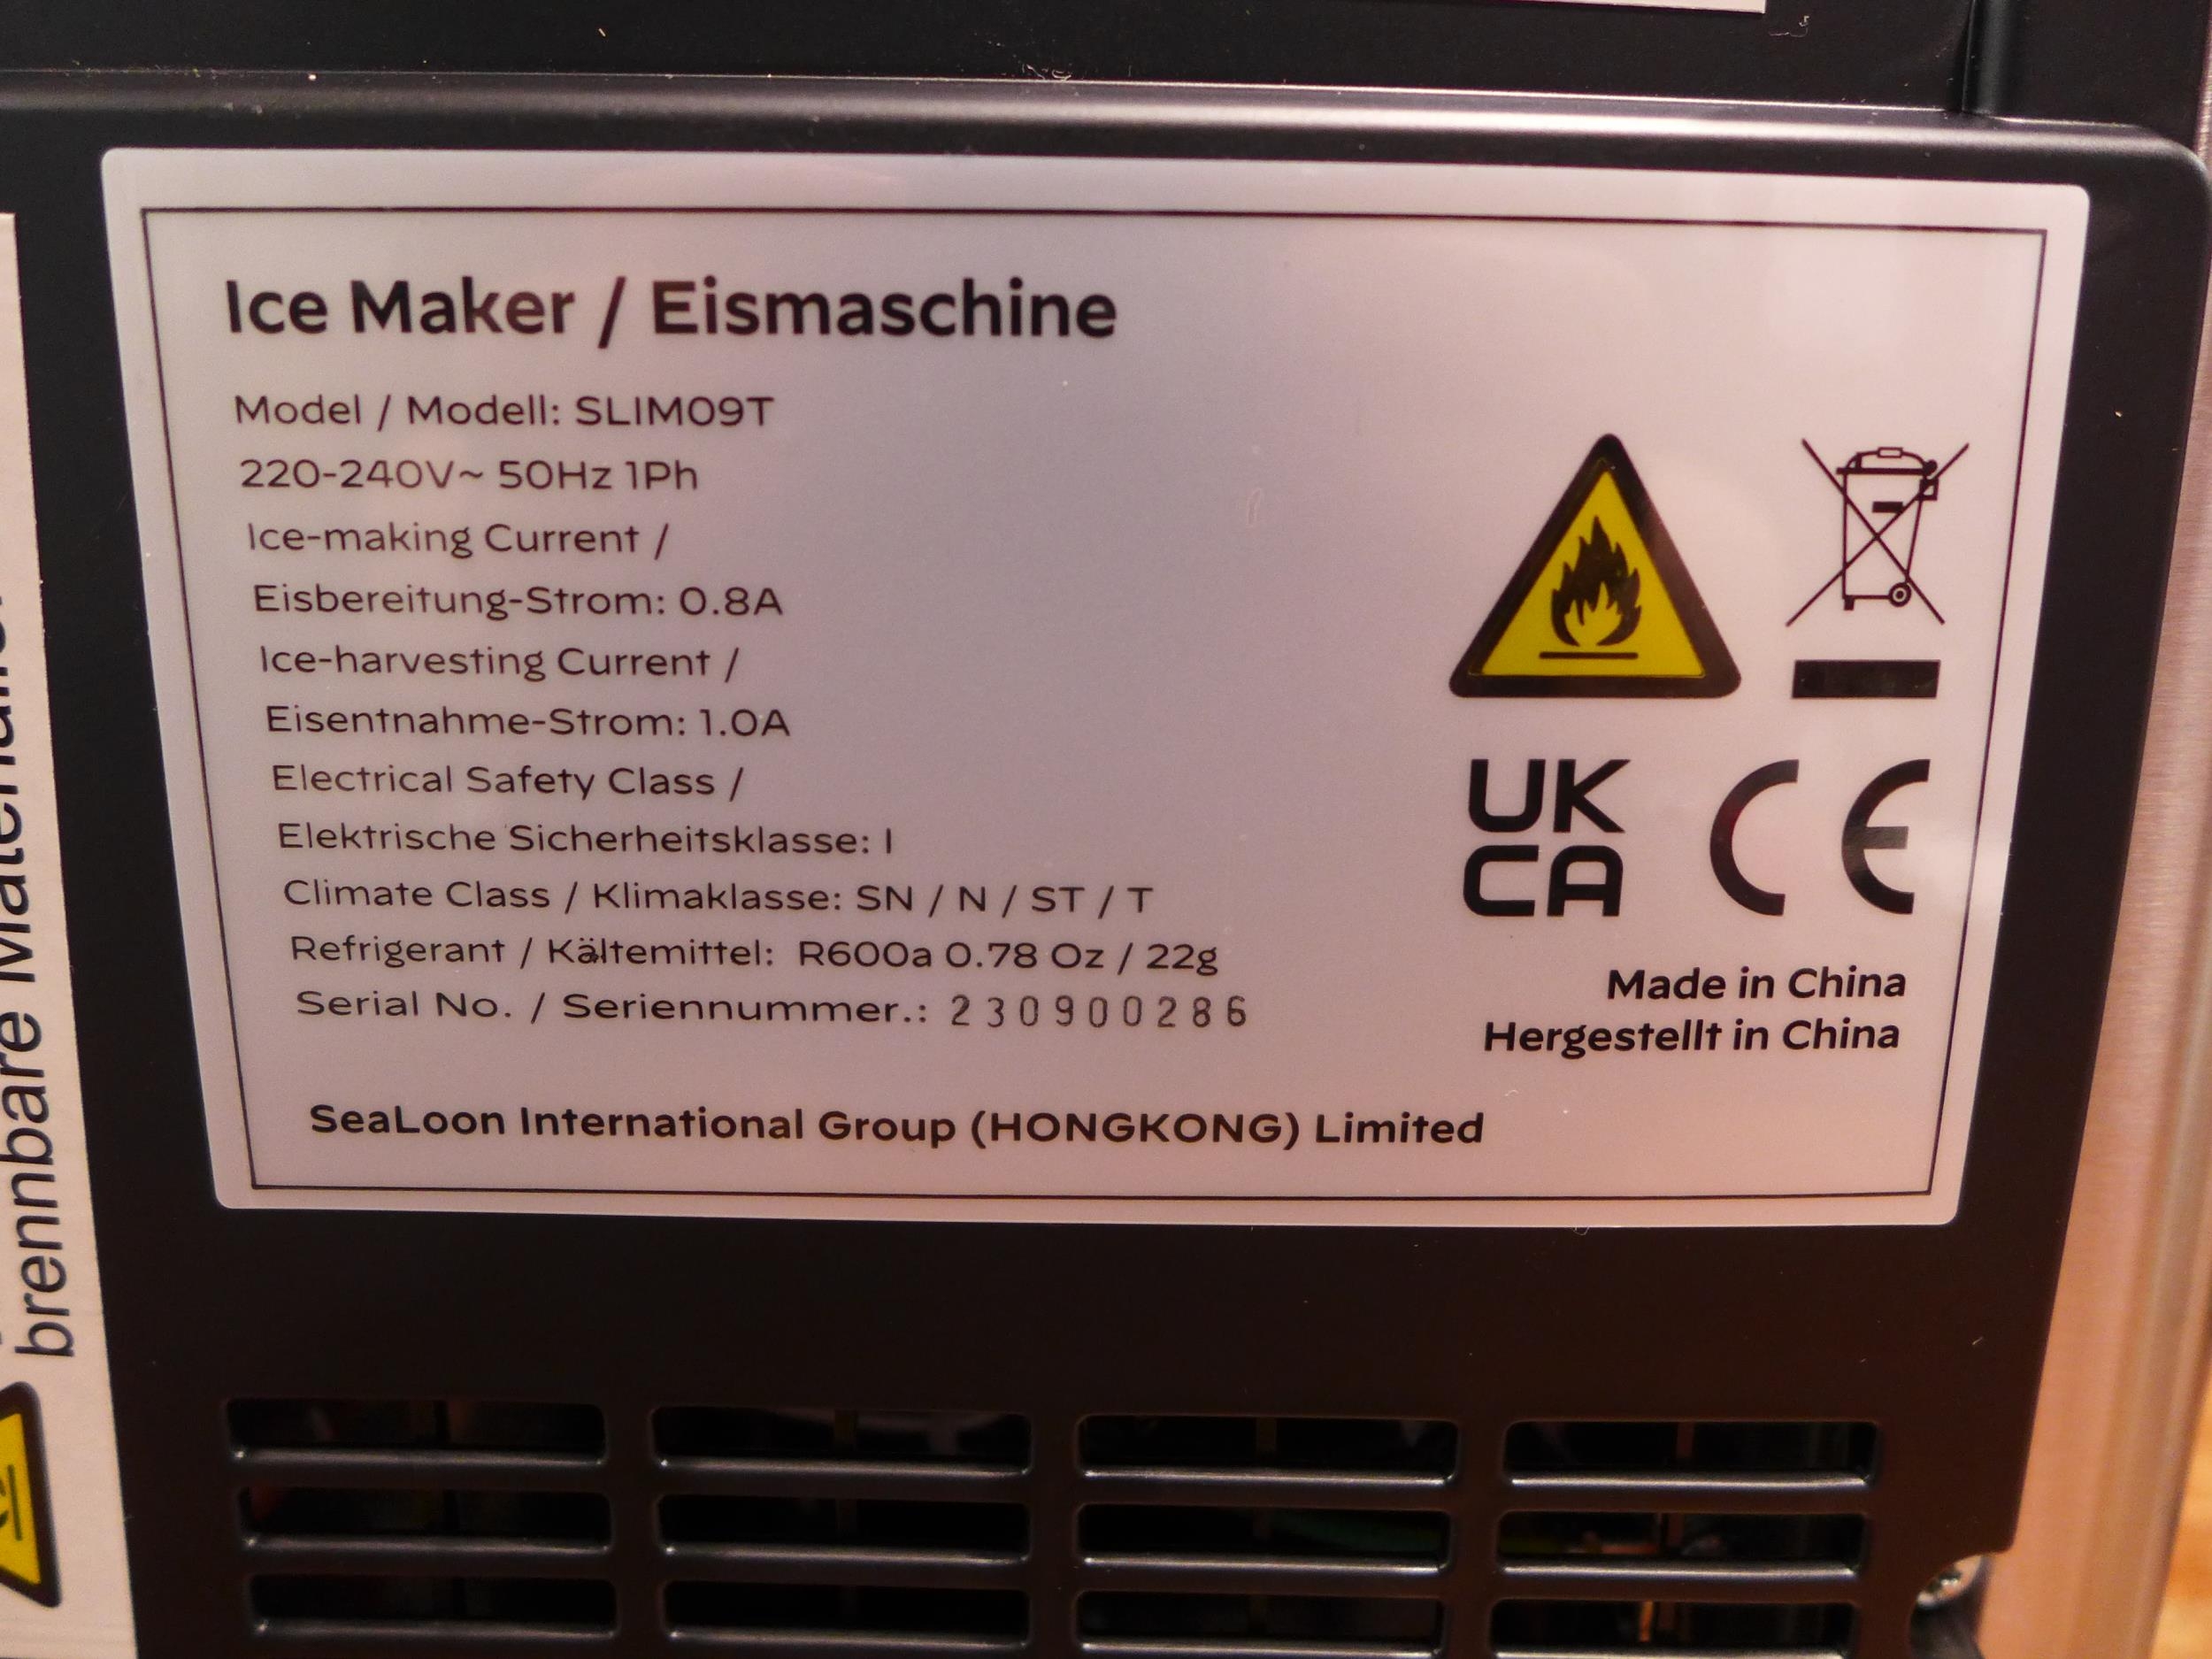 Ice Maker / Eismaschine
Model / Modell: SLIM09T
220-240V~ 50Hz 1Ph
Ice-making Current /
Eisbereitung-Strom: 0.8A
Ice-harvesting Current /
Eisentnahme-Strom: 1.0A
Electrical Safety Class /
Elektrische Sicherheitsklasse: I
Climate Class / Klimaklasse: SN / N / ST / T
Refrigerant / Kältemittel: R600a 0.78 Oz / 22g
Serial No. / Seriennummer.: 230900286
SeaLoon International Group (HONGKONG) Limited
UK
CA
CE
Made in China
Hergestellt in China
brennbare